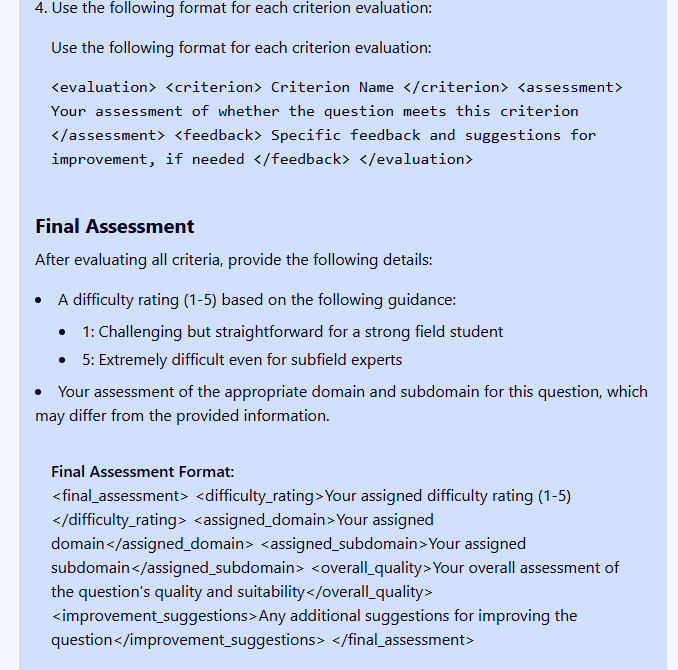 4. Use the following format for each criterion evaluation:
Use the following format for each criterion evaluation:
<evaluation> <criterion> Criterion Name </criterion> <assessment>
Your assessment of whether the question meets this criterion
</assessment> <feedback> Specific feedback and suggestions for
improvement, if needed </feedback> </evaluation>
Final Assessment
After evaluating all criteria, provide the following details:
• A difficulty rating (1-5) based on the following guidance:
• 1: Challenging but straightforward for a strong field student
• 5: Extremely difficult even for subfield experts
• Your assessment of the appropriate domain and subdomain for this question, which
may differ from the provided information.
Final Assessment Format:
<final_assessment> <difficulty_rating>Your assigned difficulty rating (1-5)
</difficulty_rating> <assigned_domain>Your assigned
domain</assigned_domain> <assigned_subdomain>Your assigned
subdomain</assigned_subdomain> <overall_quality>Your overall assessment of
the question's quality and suitability</overall_quality>
<improvement_suggestions>Any additional suggestions for improving the
question</improvement_suggestions> </final_assessment>